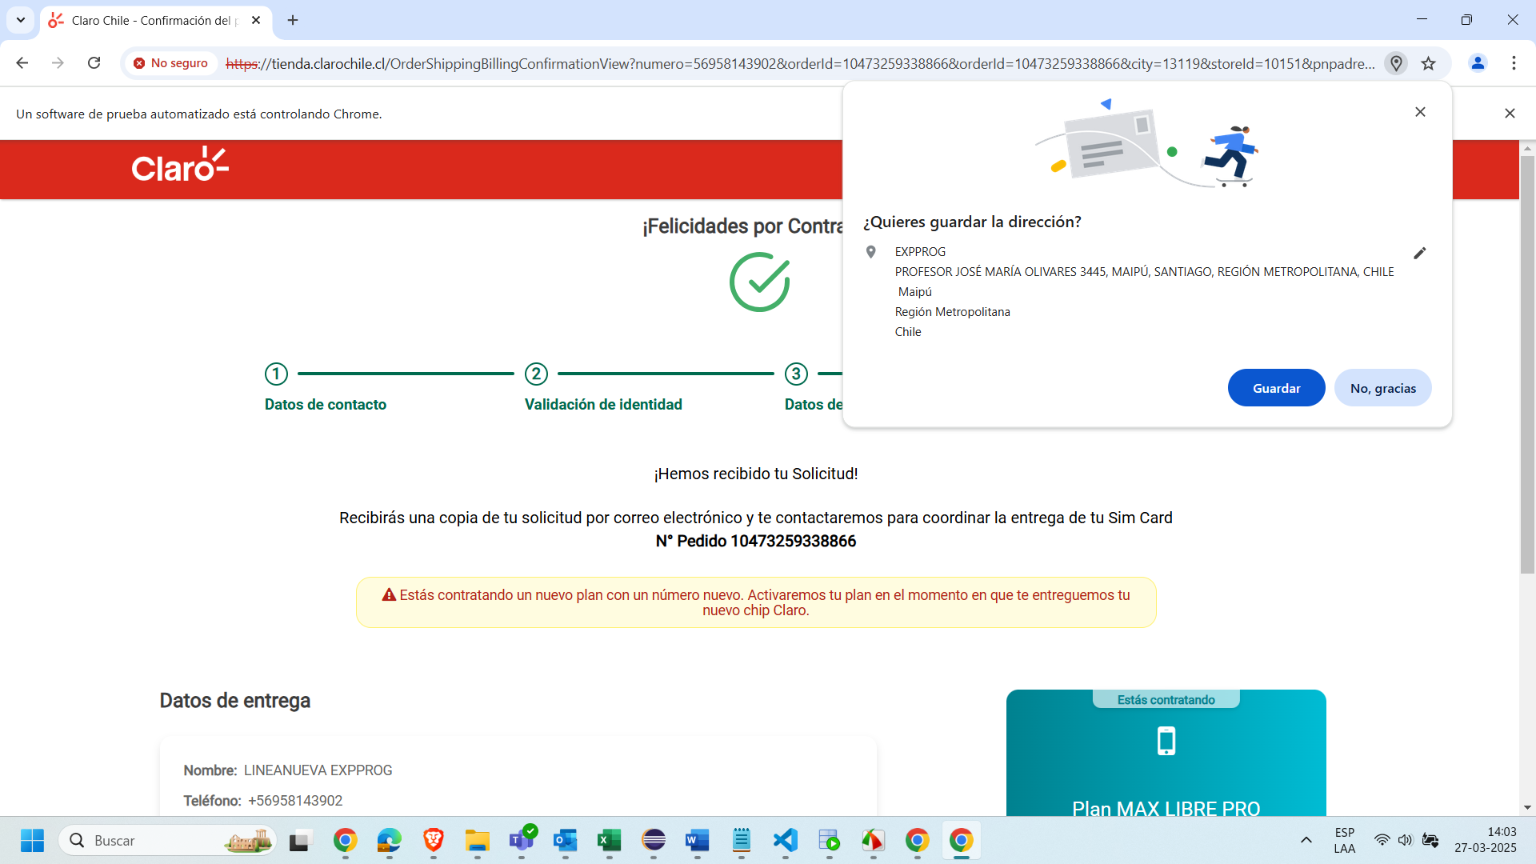 Claro Chile - Confirmación del p
No seguro
https://tienda.clarochile.cl/OrderShippingBillingConfirmationView?numero=56958143902&orderId=10473259338866&orderId=10473259338866&city=13119&storeId=10151&pnpadre...
Un software de prueba automatizado está controlando Chrome.
Claro
¿Quieres guardar la dirección?
EXPPROG
PROFESOR JOSÉ MARÍA OLIVARES 3445, MAIPÚ, SANTIAGO, REGIÓN METROPOLITANA, CHILE
Maipú
Región Metropolitana
Chile
Guardar
No, gracias
¡Felicidades por Contra
1
2
3
Datos de contacto
Validación de identidad
Datos de
¡Hemos recibido tu Solicitud!
Recibirás una copia de tu solicitud por correo electrónico y te contactaremos para coordinar la entrega de tu Sim Card
N° Pedido 10473259338866
Estás contratando un nuevo plan con un número nuevo. Activaremos tu plan en el momento en que te entreguemos tu
nuevo chip Claro.
Datos de entrega
Nombre: LINEANUEVA EXPPROG
Teléfono: +56958143902
Estás contratando
Plan MAX LIBRE PRO
Buscar
ESP
LAA
14:03
27-03-2025